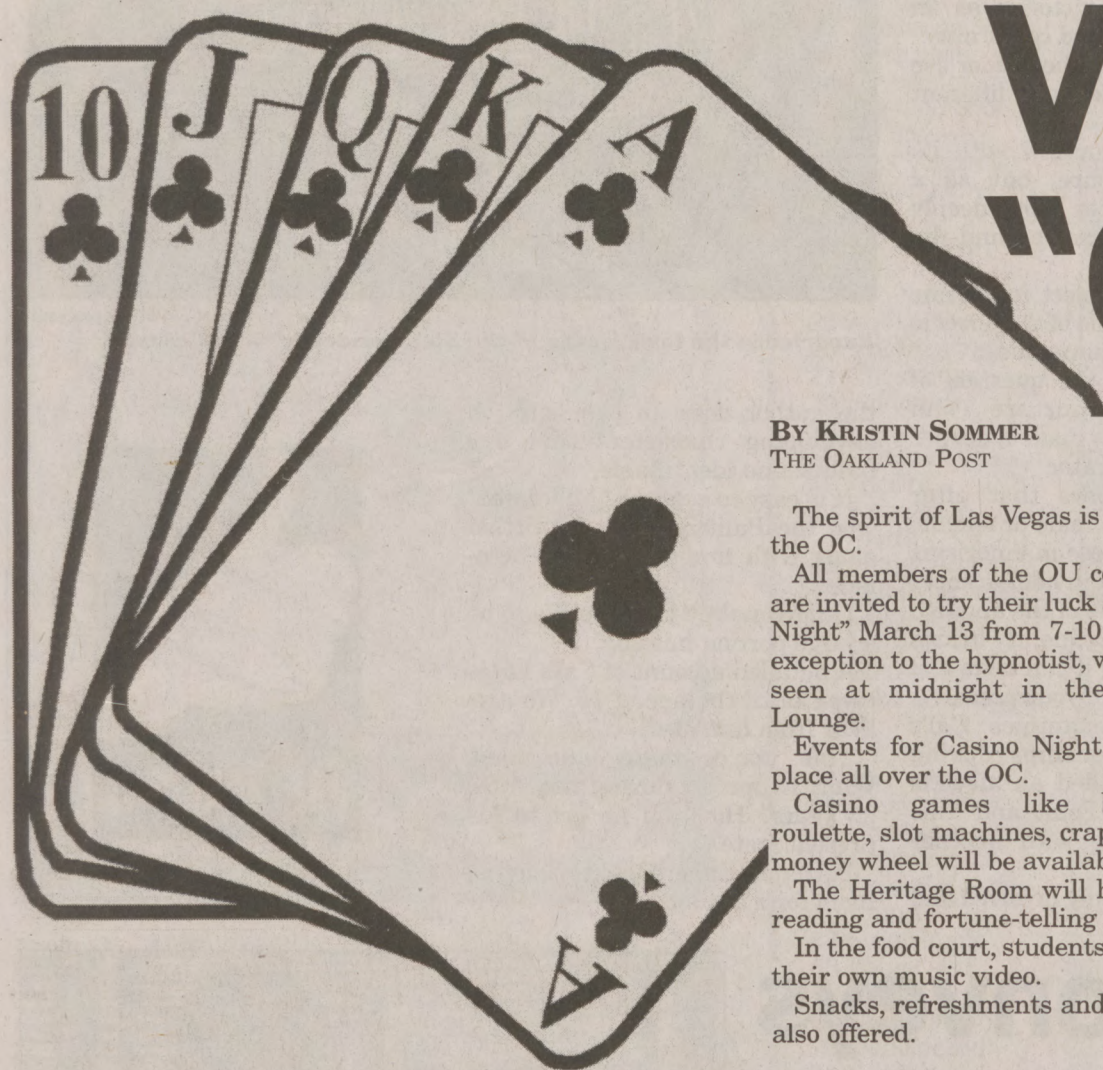 10
J
Q
K
A
A
V
"
BY KRISTIN SOMMER
THE OAKLAND POST
The spirit of Las Vegas is
the OC.
All members of the OU c
are invited to try their luck
Night” March 13 from 7-10
exception to the hypnotist, w
seen at midnight in the
Lounge.
Events for Casino Night
place all over the OC.
Casino games like
roulette, slot machines, crap
money wheel will be availab
The Heritage Room will h
reading and fortune-telling
In the food court, students
their own music video.
Snacks, refreshments and
also offered.